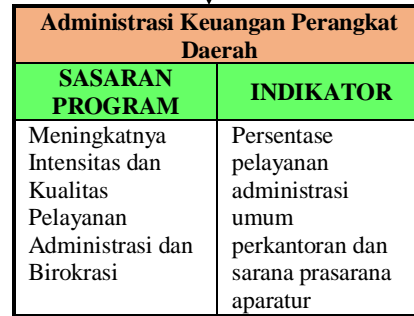 Administrasi Keuangan Perangkat
Daerah
SASARAN
PROGRAM
INDIKATOR
Meningkatnya
Intensitas dan
Kualitas
Pelayanan
Administrasi dan
Birokrasi
Persentase
pelayanan
administrasi
umum
perkantoran dan
sarana prasarana
aparatur